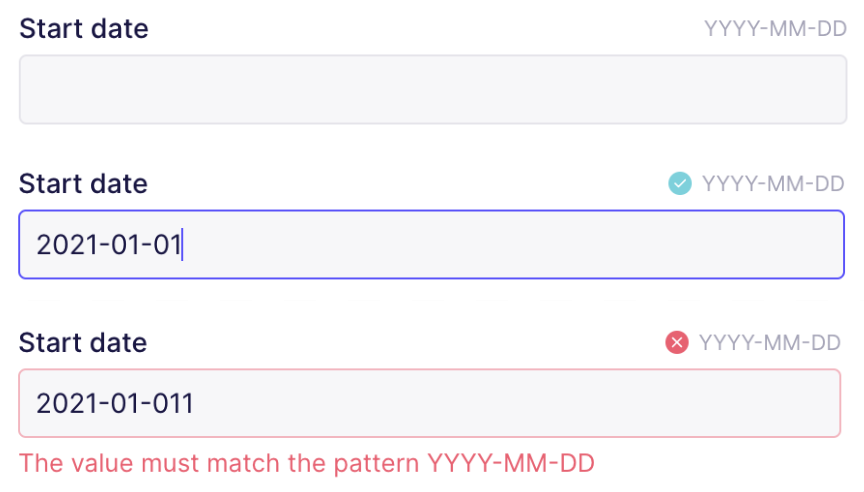 Start date YYYY-MM-DD
Start date YYYY-MM-DD
2021-01-01
Start date YYYY-MM-DD
2021-01-011
The value must match the pattern YYYY-MM-DD